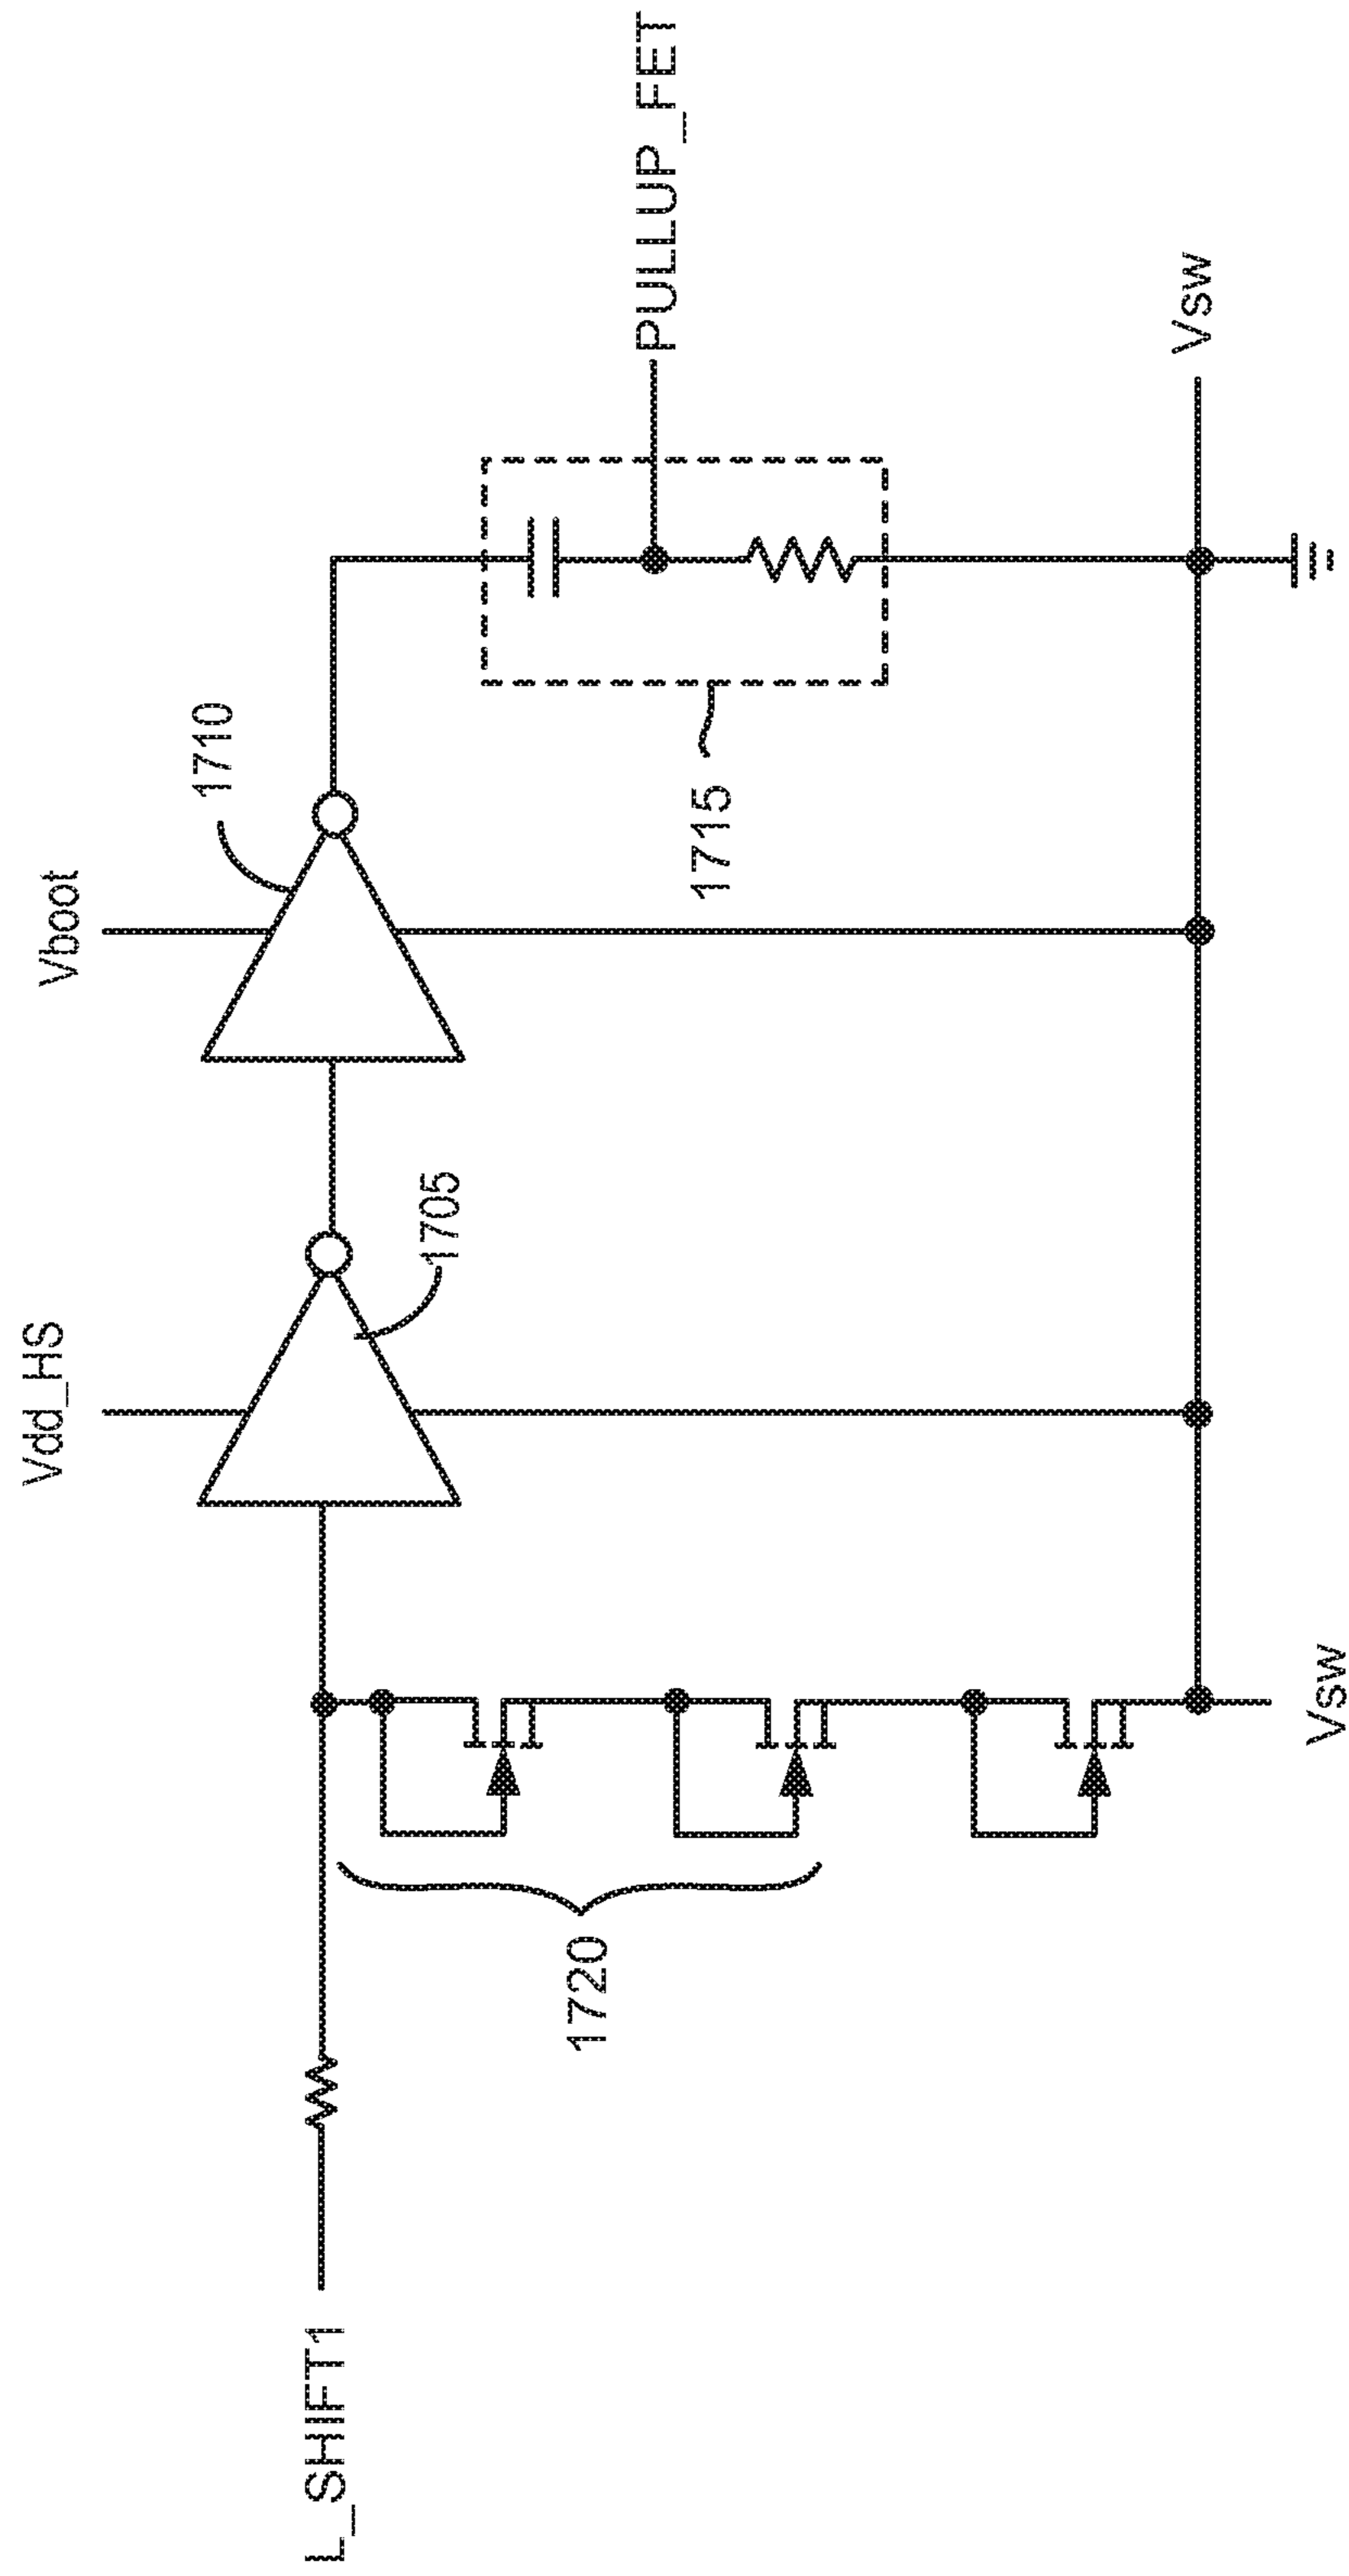 Vdd_HS
Vboot
1710
1705
L_SHIFT1
1720
1715
PULLUP_FET
Vsw
Vsw